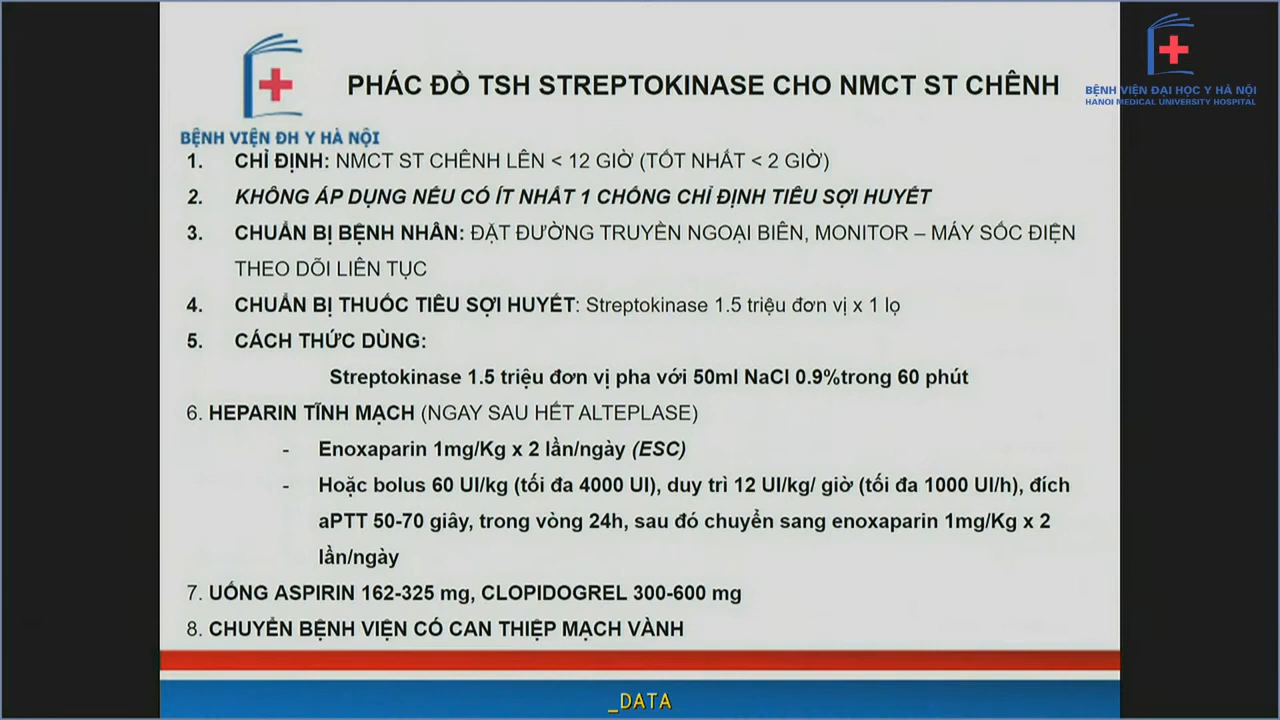 PHÁC ĐỒ TSH STREPTOKINASE CHO NMCT ST CHÊNH
BỆNH VIỆN ĐẠI HỌC Y HÀ NỘI
HANOI MEDICAL UNIVERSITY HOSPITAL
BỆNH VIỆN ĐH Y HÀ NỘI
1. CHỈ ĐỊNH: NMCT ST CHÊNH LÊN < 12 GIỜ (TỐT NHẤT < 2 GIỜ)
2. KHÔNG ÁP DỤNG NẾU CÓ ÍT NHẤT 1 CHỐNG CHỈ ĐỊNH TIÊU SỢI HUYẾT
3. CHUẨN BỊ BỆNH NHÂN: ĐẶT ĐƯỜNG TRUYỀN NGOẠI BIÊN, MONITOR – MÁY SỐC ĐIỆN
THEO DÕI LIÊN TỤC
4. CHUẨN BỊ THUỐC TIÊU SỢI HUYẾT: Streptokinase 1.5 triệu đơn vị x 1 lọ
5. CÁCH THỨC DÙNG:
Streptokinase 1.5 triệu đơn vị pha với 50ml NaCl 0.9%trong 60 phút
6. HEPARIN TĨNH MẠCH (NGAY SAU HẾT ALTEPLASE)
- Enoxaparin 1mg/Kg x 2 lần/ngày (ESC)
- Hoặc bolus 60 UI/kg (tối đa 4000 UI), duy trì 12 UI/kg/ giờ (tối đa 1000 UI/h), đích
aPTT 50-70 giây, trong vòng 24h, sau đó chuyển sang enoxaparin 1mg/Kg x 2
lần/ngày
7. UỐNG ASPIRIN 162-325 mg, CLOPIDOGREL 300-600 mg
8. CHUYỂN BỆNH VIỆN CÓ CAN THIỆP MẠCH VÀNH
_DATA